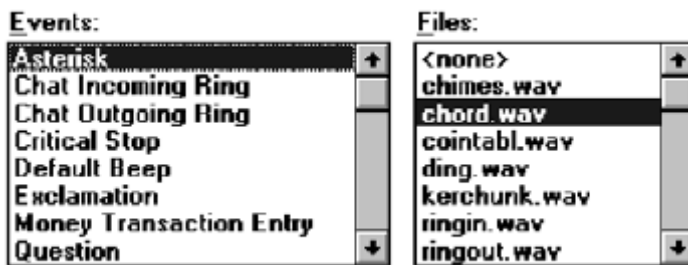 Events:
Asterisk
Chat Incoming Ring
Chat Outgoing Ring
Critical Stop
Default Beep
Exclamation
Money Transaction Entry
Question
Files:
<none>
chimes.wav
chord.wav
cointabl.wav
ding.wav
kerchunk.wav
ringin.wav
ringout.wav